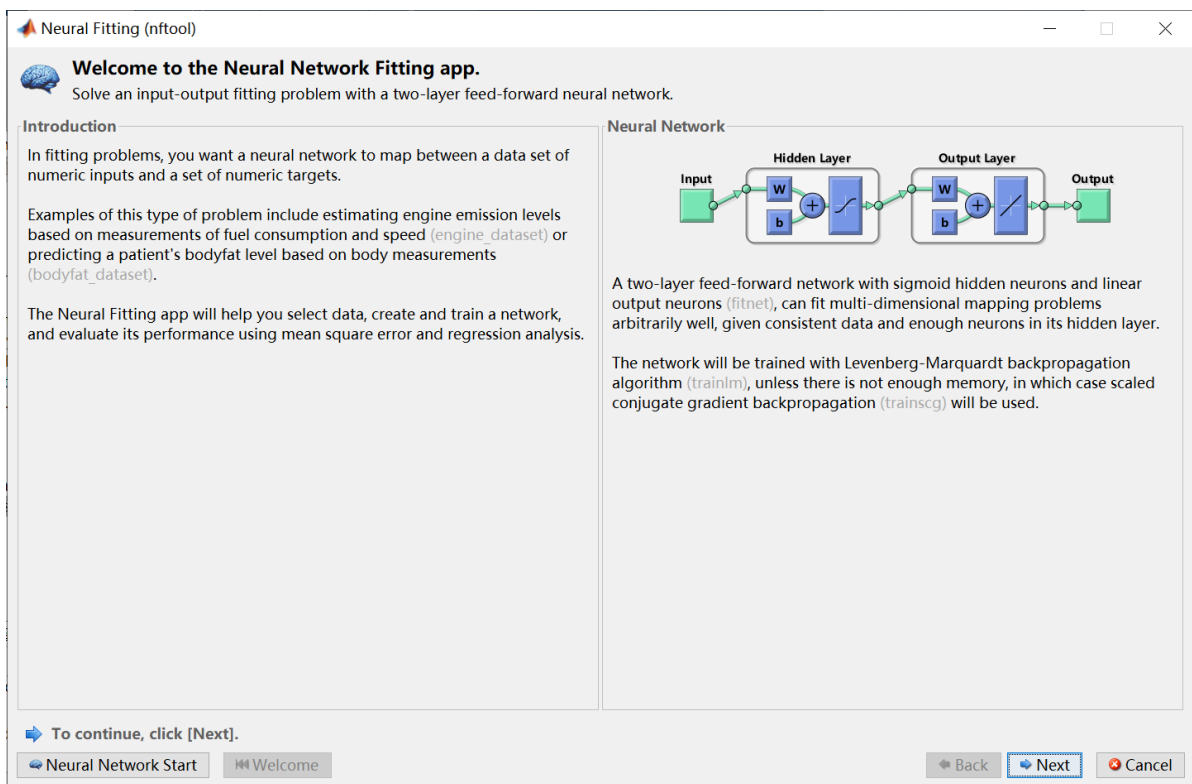 Neural Fitting (nftool)
Welcome to the Neural Network Fitting app.
Solve an input-output fitting problem with a two-layer feed-forward neural network.
Introduction
In fitting problems, you want a neural network to map between a data set of
numeric inputs and a set of numeric targets.
Examples of this type of problem include estimating engine emission levels
based on measurements of fuel consumption and speed (engine_dataset) or
predicting a patient's bodyfat level based on body measurements
(bodyfat_dataset).
The Neural Fitting app will help you select data, create and train a network,
and evaluate its performance using mean square error and regression analysis.
Neural Network
Hidden Layer
Output Layer
Input
Output
W
b
W
b
A two-layer feed-forward network with sigmoid hidden neurons and linear
output neurons (fitnet), can fit multi-dimensional mapping problems
arbitrarily well, given consistent data and enough neurons in its hidden layer.
The network will be trained with Levenberg-Marquardt backpropagation
algorithm (trainlm), unless there is not enough memory, in which case scaled
conjugate gradient backpropagation (trainscg) will be used.
To continue, click [Next].
Neural Network Start
Welcome
Back
Next
Cancel